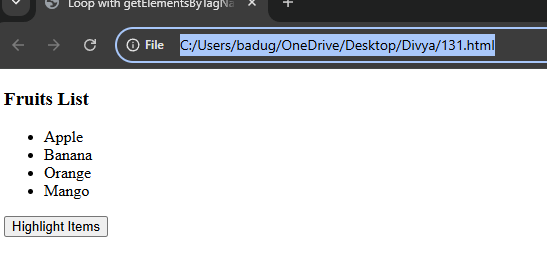 Loop with getElementsByTagNa
File
C:/Users/badug/OneDrive/Desktop/Divya/131.html
Fruits List
Apple
Banana
Orange
Mango
Highlight Items